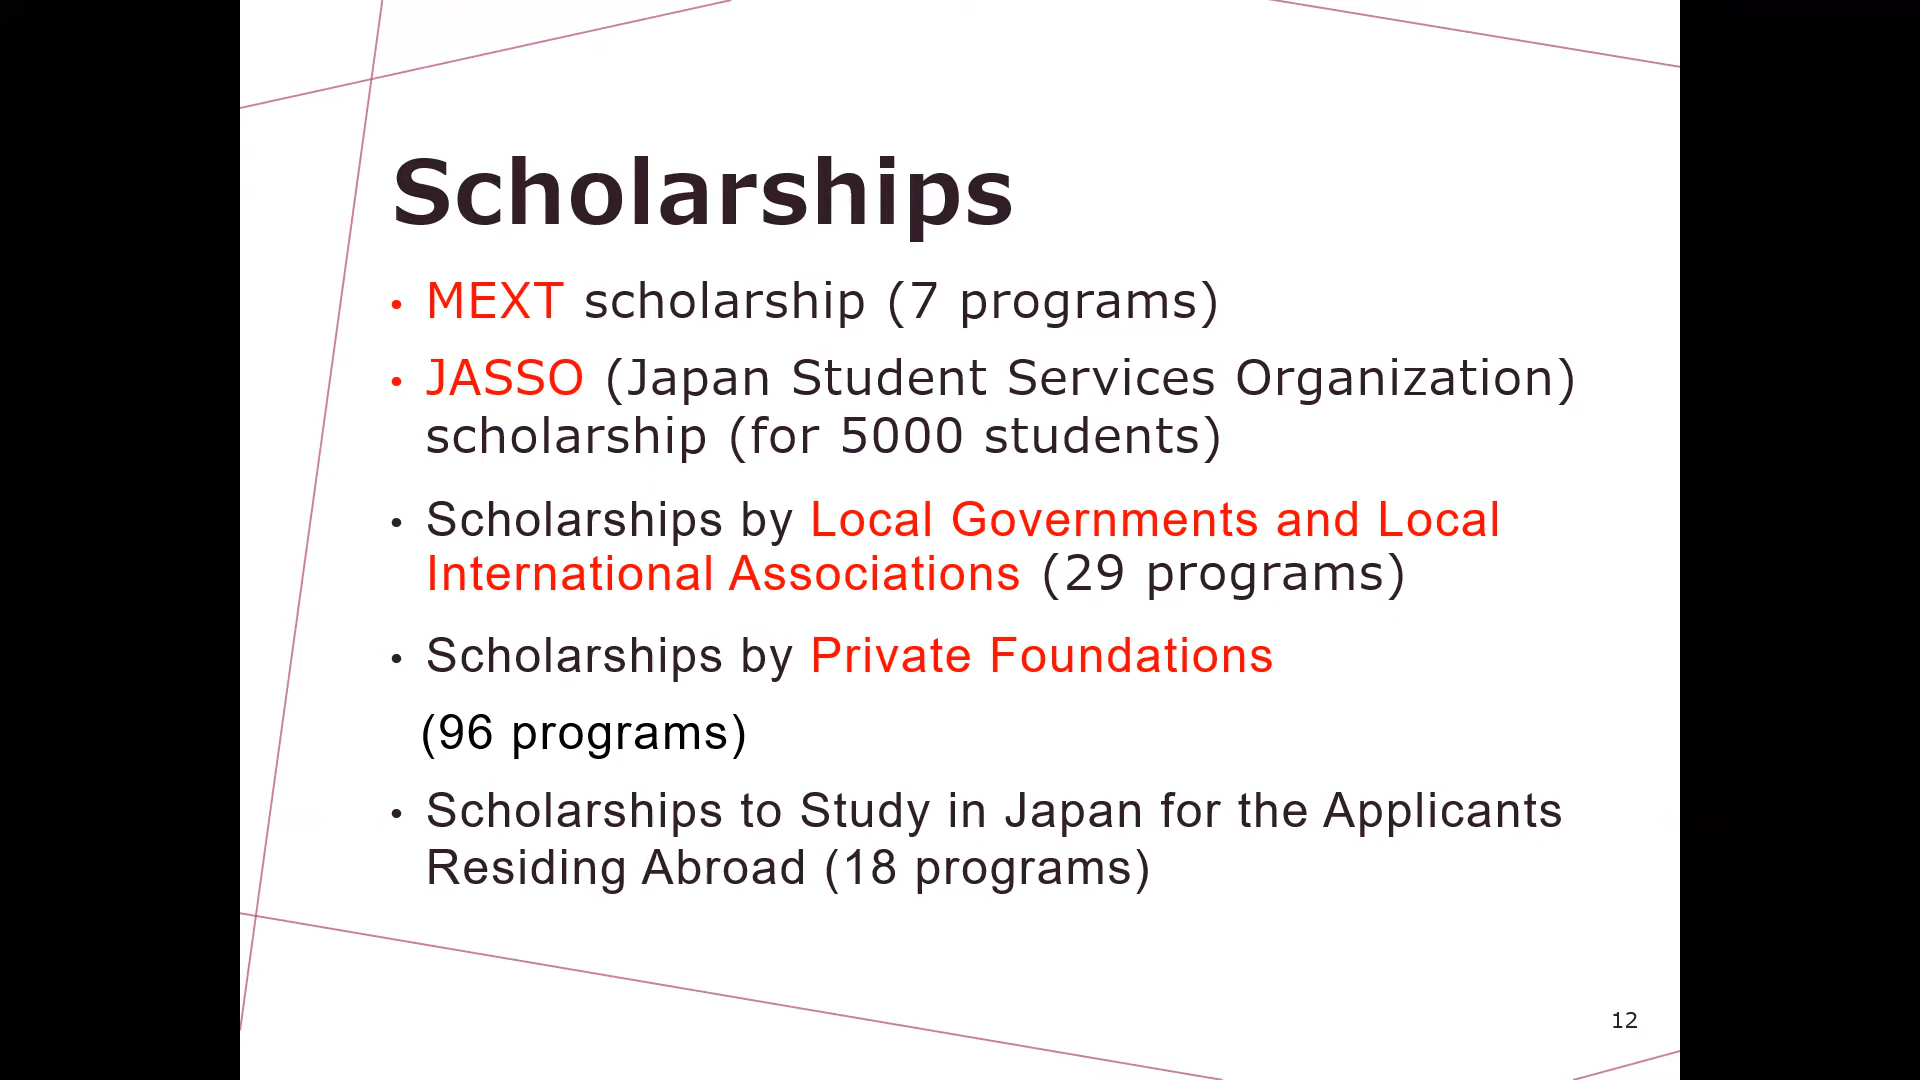 Scholarships
• MEXT scholarship (7 programs)
• JASSO (Japan Student Services Organization)
scholarship (for 5000 students)
• Scholarships by Local Governments and Local
International Associations (29 programs)
• Scholarships by Private Foundations
(96 programs)
• Scholarships to Study in Japan for the Applicants
Residing Abroad (18 programs)
12